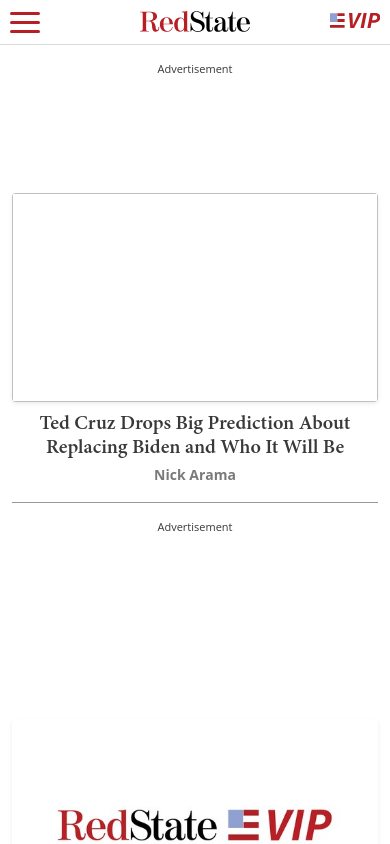 RedState VIP
Advertisement
Ted Cruz Drops Big Prediction About
Replacing Biden and Who It Will Be
Nick Arama
Advertisement
RedState VIP